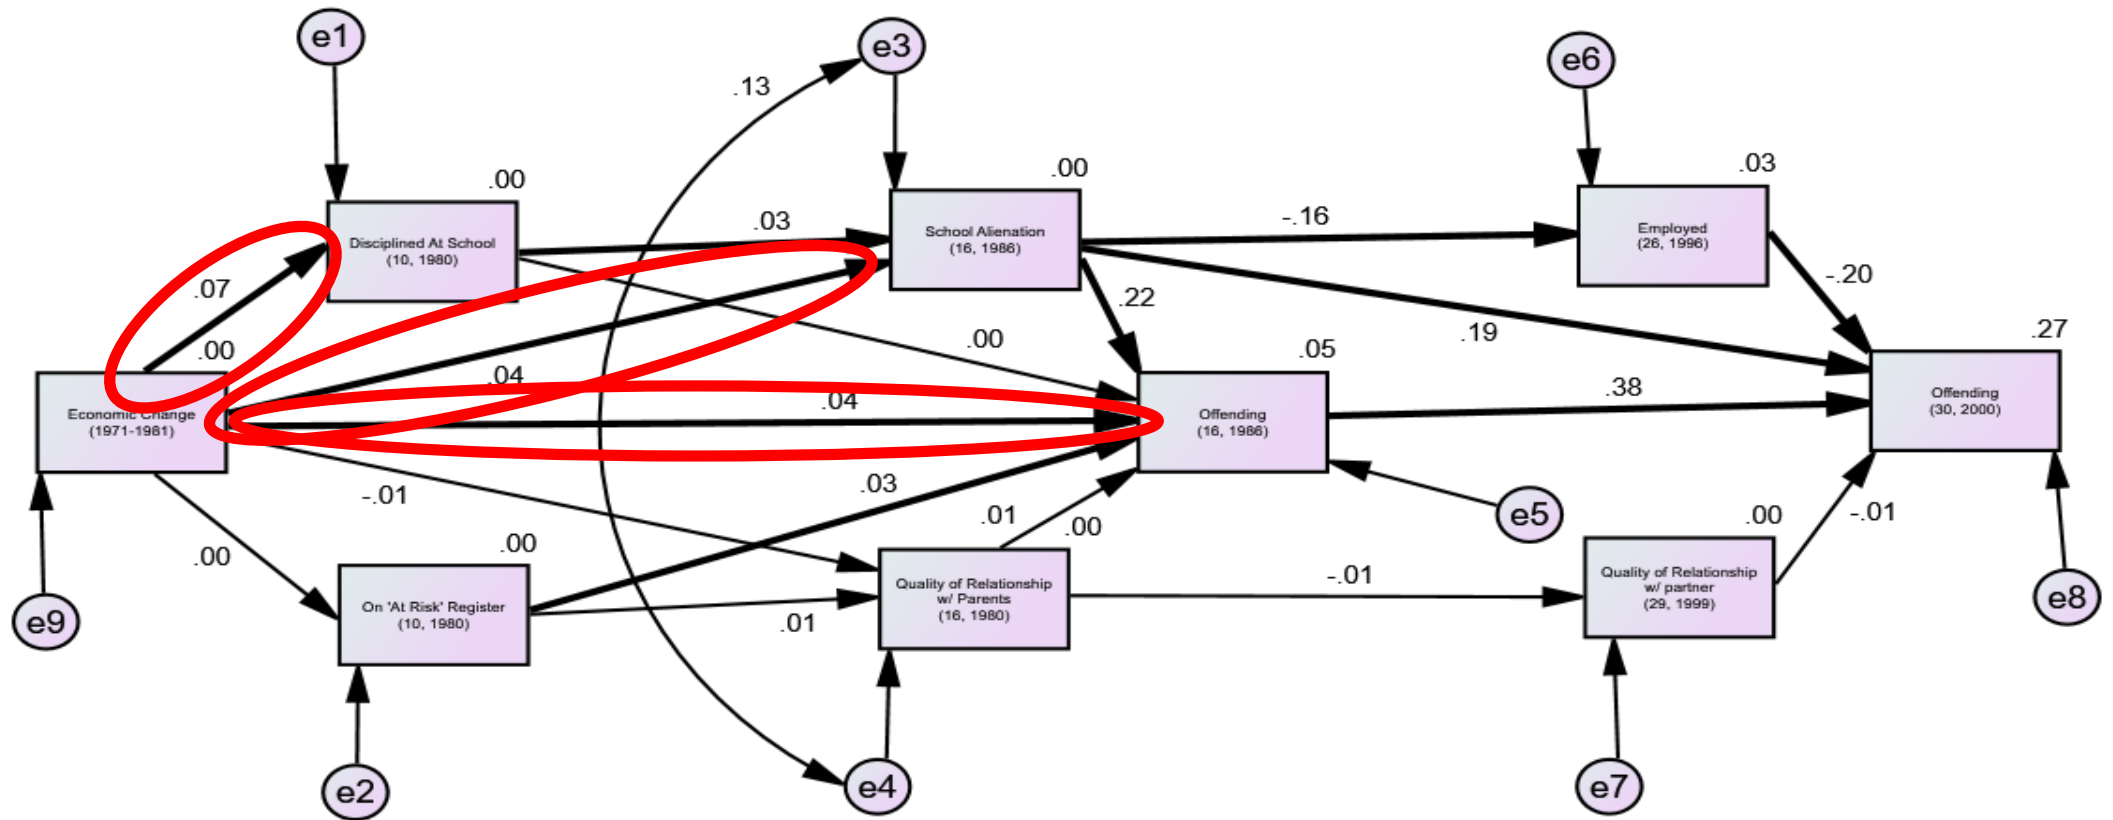 e1
e3
e6
.13
.00
.00
.03
Disciplined At School
(10, 1980)
.03
School Alienation
(16, 1986)
-.16
Employed
(26, 1996)
.07
.22
-.20
.00
.00
.19
.27
.04
.05
Economic Change
(1971-1981)
.04
Offending
(16, 1986)
.38
Offending
(30, 2000)
-.01
.03
.01
.00
e5
.00
-.01
.00
.00
On 'At Risk' Register
(10, 1980)
.01
Quality of Relationship
w/ Parents
(16, 1980)
-.01
Quality of Relationship
w/ partner
(29, 1999)
e9
e8
e2
e4
e7